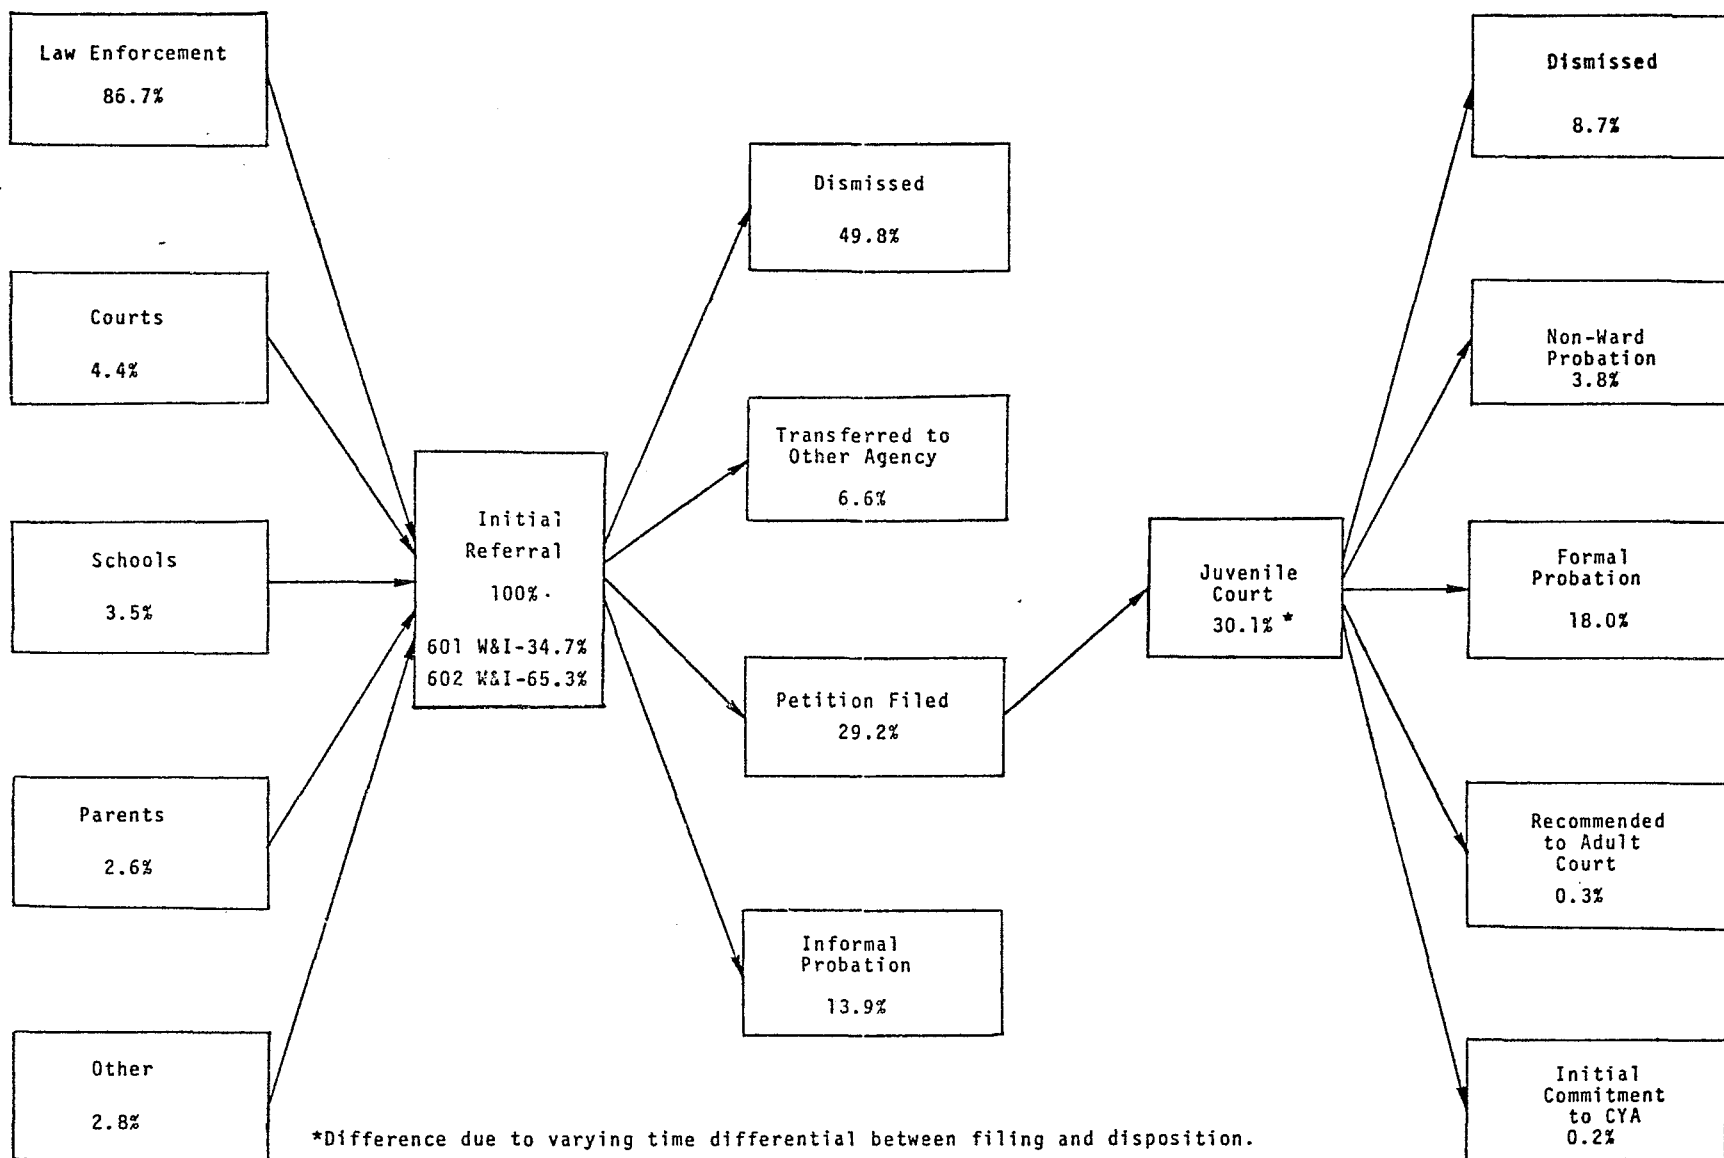 Law Enforcement
86.7%
Courts
4.4%
Schools
3.5%
Parents
2.6%
Other
2.8%
Initial
Referral
100%
601 W&I-34.7%
602 W&I-65.3%
Dismissed
49.8%
Transferred to
Other Agency
6.6%
Petition Filed
29.2%
Informal
Probation
13.9%
Juvenile
Court
30.1% *
Dismissed
8.7%
Non-Ward
Probation
3.8%
Formal
Probation
18.0%
Recommended
to Adult
Court
0.3%
Initial
Commitment
to CYA
0.2%
*Difference due to varying time differential between filing and disposition.